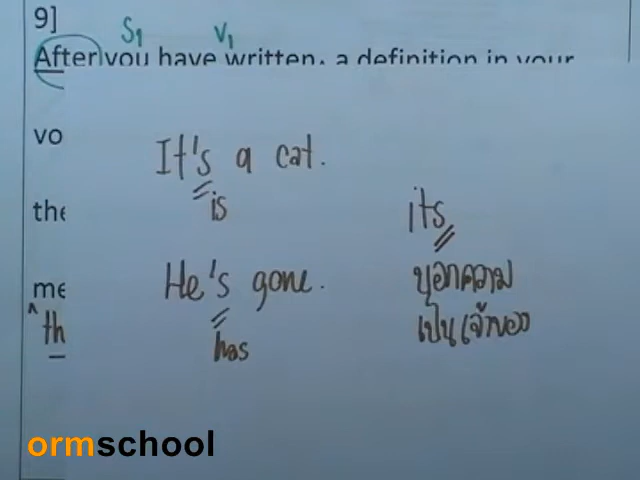 9]
S1 V1
After you have written, a definition in your
vo
It's a cat.
is
the
its
He's gone.
บอกความ
me
เป็นเจ้าของ
^
th
has
ormschool